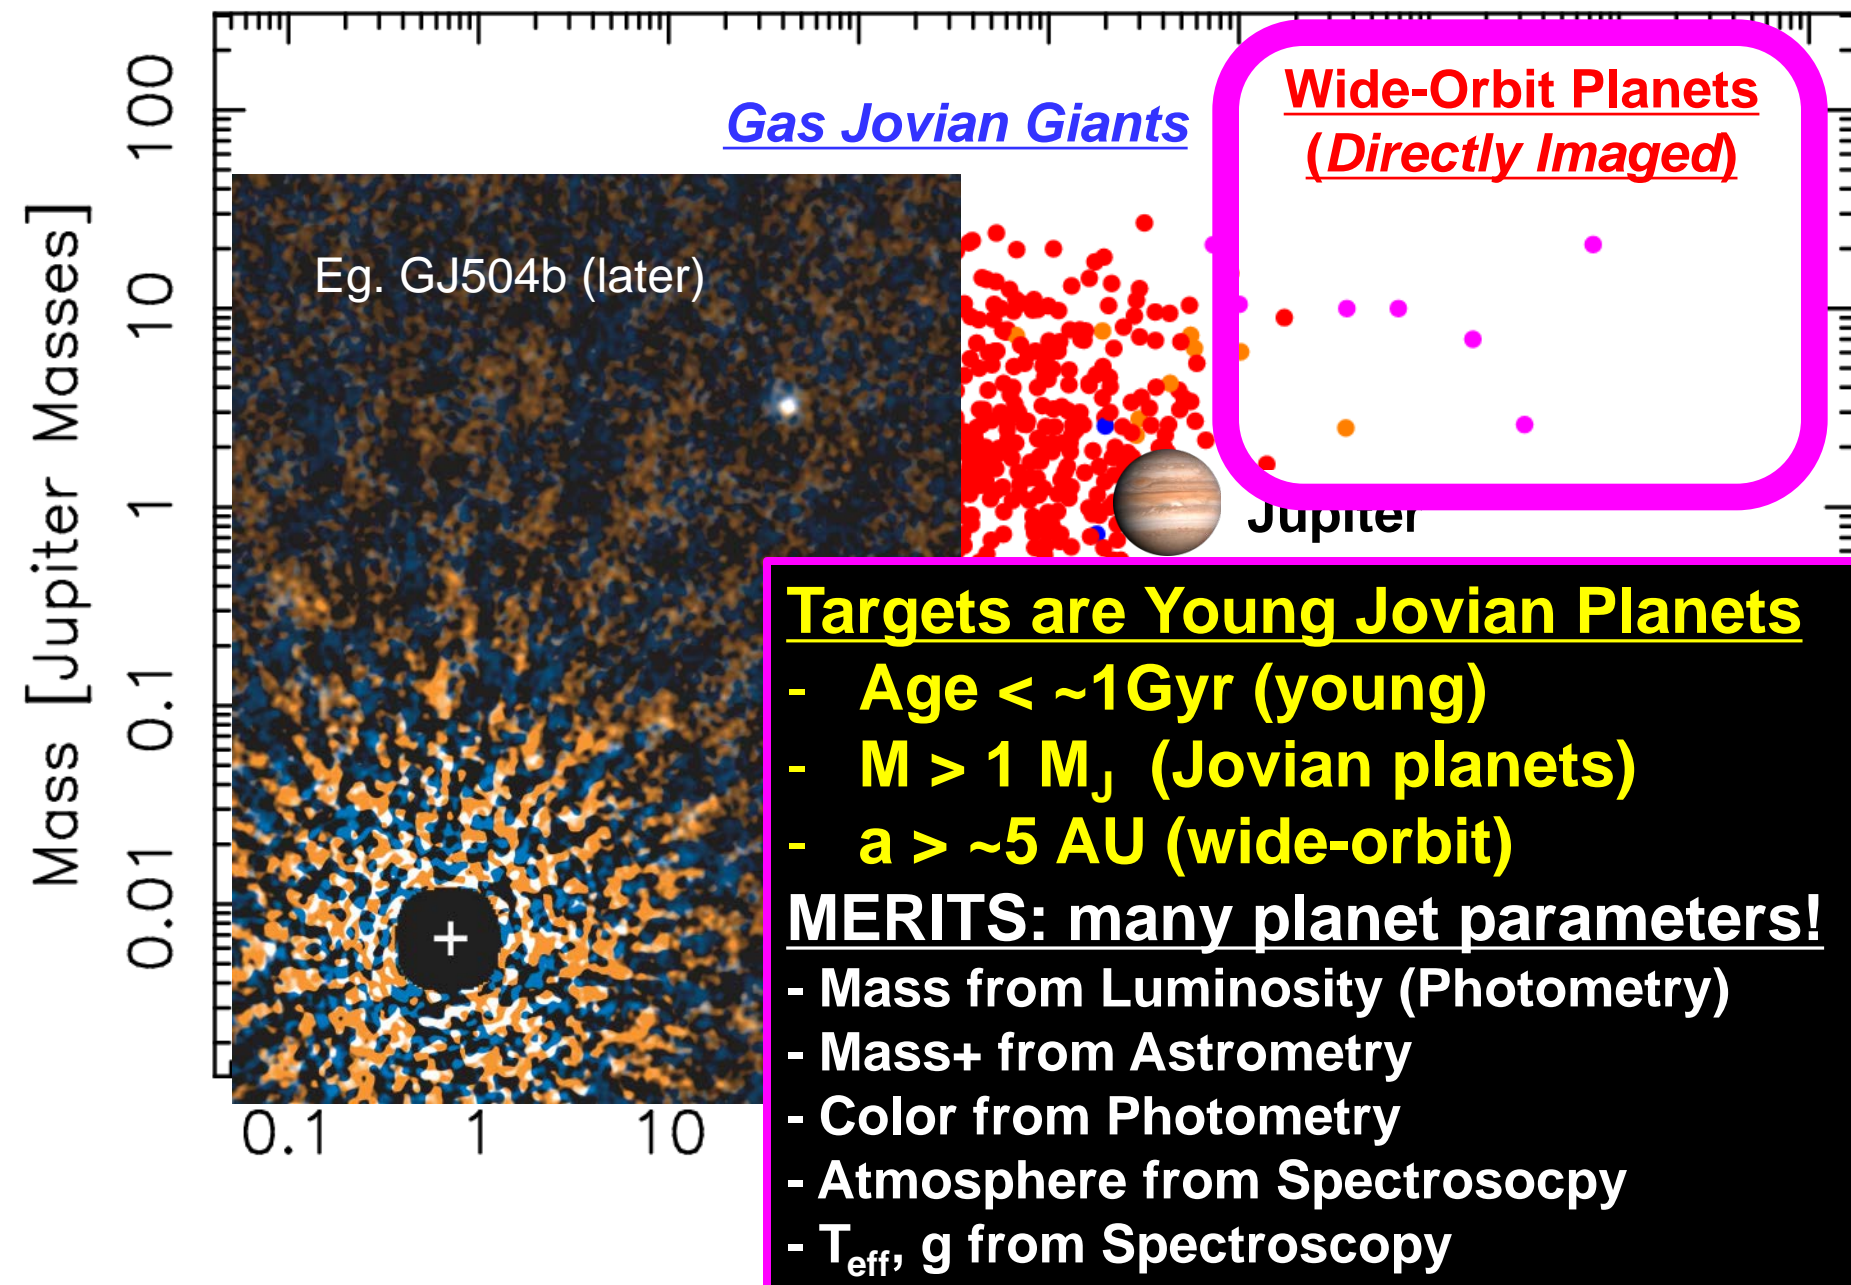 Mass [Jupiter Masses]
100
10
1
0.1
0.01
0.1 1 10
Gas Jovian Giants
Wide-Orbit Planets
(Directly Imaged)
Eg. GJ504b (later)
Jupiter
Targets are Young Jovian Planets
- Age < ~1Gyr (young)
- M > 1 MJ (Jovian planets)
- a > ~5 AU (wide-orbit)
MERITS: many planet parameters!
- Mass from Luminosity (Photometry)
- Mass+ from Astrometry
- Color from Photometry
- Atmosphere from Spectrosocpy
- Teff, g from Spectroscopy